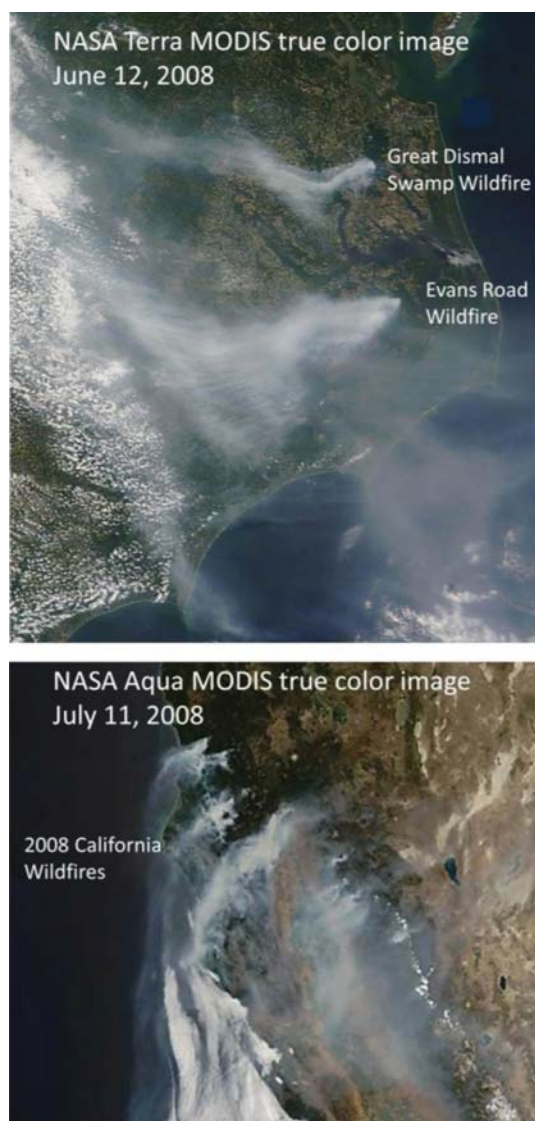 NASA Terra MODIS true color image
June 12, 2008
Great Dismal
Swamp Wildfire
Evans Road
Wildfire
NASA Aqua MODIS true color image
July 11, 2008
2008 California
Wildfires